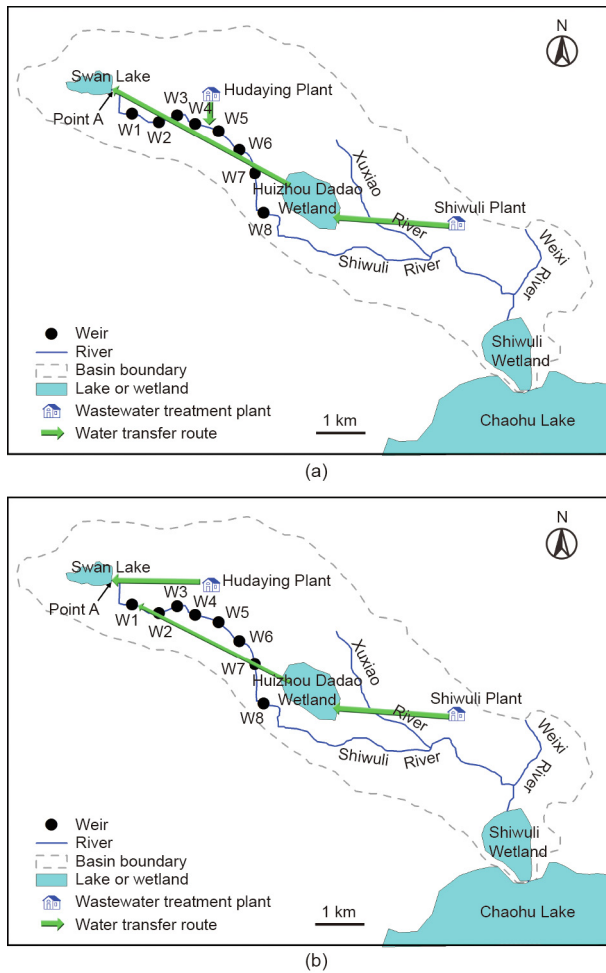 N
Swan Lake
Point A
W1
W2
W3
W4
Hudaying Plant
W5
W6
W7
Huizhou Dadao
Wetland
W8
Xuxiao
River
Shiwuli Plant
Shiwuli River
Weixi
River
Shiwuli
Wetland
Chaohu Lake
Weir
River
Basin boundary
Lake or wetland
Wastewater treatment plant
Water transfer route
1 km
(a)
N
Swan Lake
Point A
W1
W2
W3
W4
Hudaying Plant
W5
W6
W7
Huizhou Dadao
Wetland
W8
Xuxiao
River
Shiwuli Plant
Shiwuli River
Weixi
River
Shiwuli
Wetland
Chaohu Lake
Weir
River
Basin boundary
Lake or wetland
Wastewater treatment plant
Water transfer route
1 km
(b)